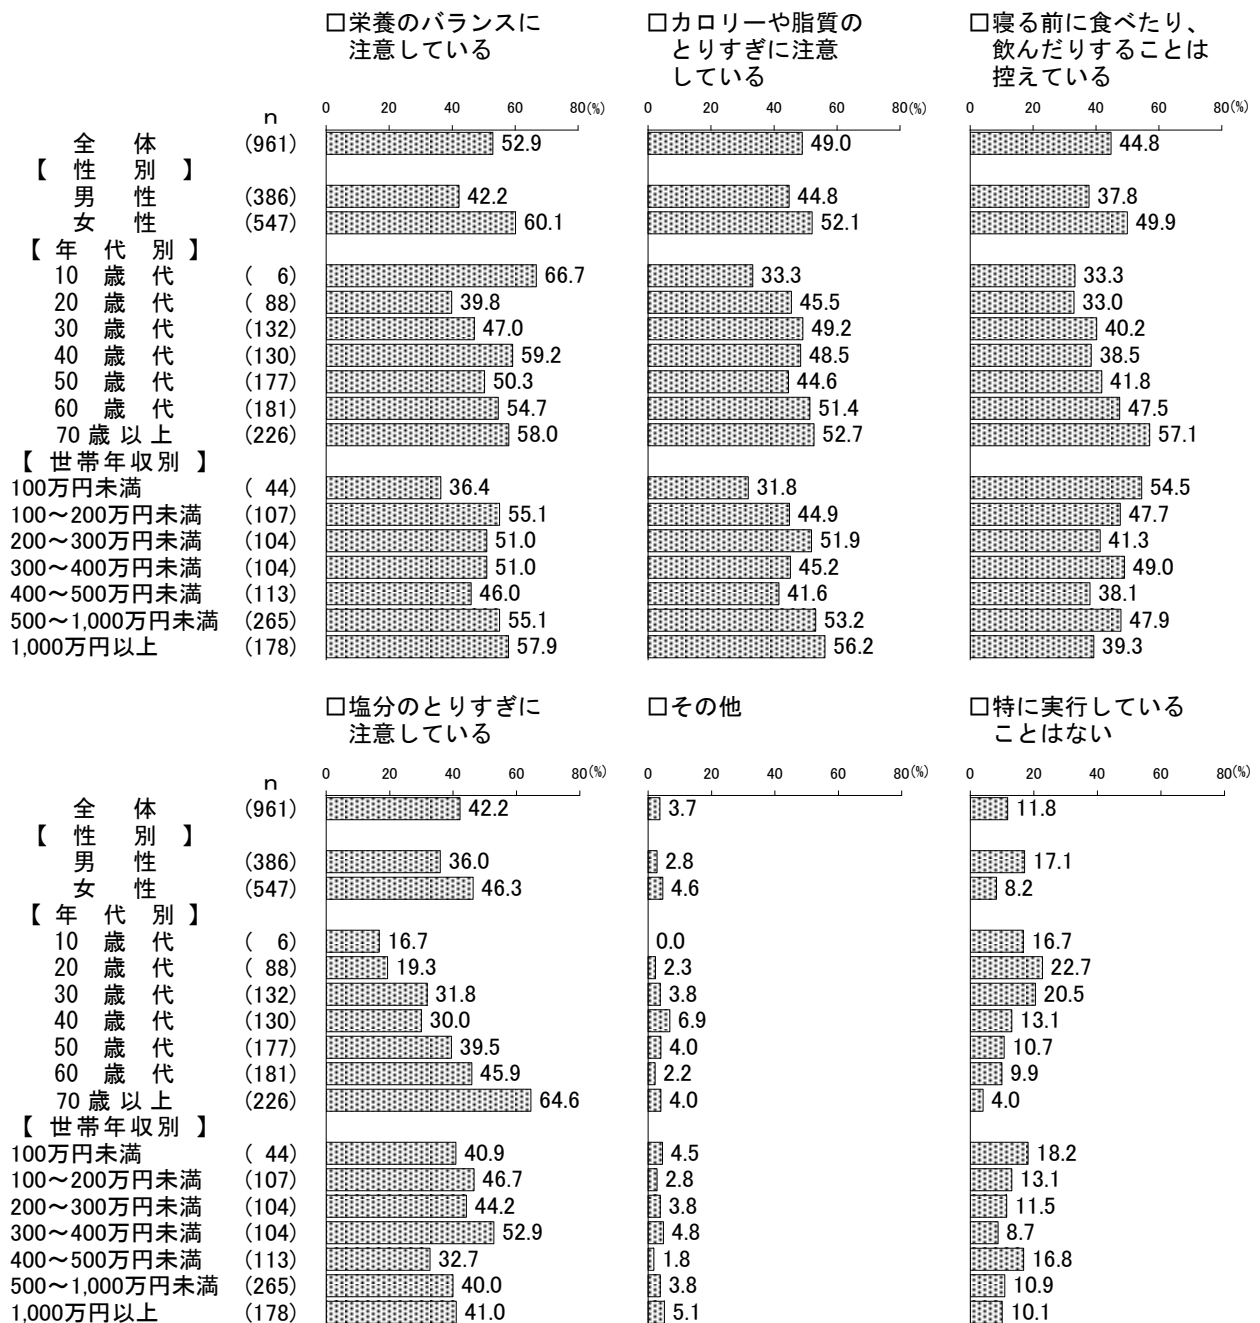 □栄養のバランスに
注意している
□カロリーや脂質の
とりすぎに注意
している
□寝る前に食べたり、
飲んだりすることは
控えている
n 0 20 40 60 80(%) 0 20 40 60 80(%) 0 20 40 60 80(%)
全 体 (961) 52.9 49.0 44.8
【 性 別 】
男 性 (386) 42.2 44.8 37.8
女 性 (547) 60.1 52.1 49.9
【 年 代 別 】
10 歳 代 ( 6) 66.7 33.3 33.3
20 歳 代 ( 88) 39.8 45.5 33.0
30 歳 代 (132) 47.0 49.2 40.2
40 歳 代 (130) 59.2 48.5 38.5
50 歳 代 (177) 50.3 44.6 41.8
60 歳 代 (181) 54.7 51.4 47.5
70 歳 以 上 (226) 58.0 52.7 57.1
【 世帯年収別 】
100万円未満 ( 44) 36.4 31.8 54.5
100～200万円未満 (107) 55.1 44.9 47.7
200～300万円未満 (104) 51.0 51.9 41.3
300～400万円未満 (104) 51.0 45.2 49.0
400～500万円未満 (113) 46.0 41.6 38.1
500～1,000万円未満 (265) 55.1 53.2 47.9
1,000万円以上 (178) 57.9 56.2 39.3
□塩分のとりすぎに
注意している
□その他
□特に実行している
ことはない
n 0 20 40 60 80(%) 0 20 40 60 80(%) 0 20 40 60 80(%)
全 体 (961) 42.2 3.7 11.8
【 性 別 】
男 性 (386) 36.0 2.8 17.1
女 性 (547) 46.3 4.6 8.2
【 年 代 別 】
10 歳 代 ( 6) 16.7 0.0 16.7
20 歳 代 ( 88) 19.3 2.3 22.7
30 歳 代 (132) 31.8 3.8 20.5
40 歳 代 (130) 30.0 6.9 13.1
50 歳 代 (177) 39.5 4.0 10.7
60 歳 代 (181) 45.9 2.2 9.9
70 歳 以 上 (226) 64.6 4.0 4.0
【 世帯年収別 】
100万円未満 ( 44) 40.9 4.5 18.2
100～200万円未満 (107) 46.7 2.8 13.1
200～300万円未満 (104) 44.2 3.8 11.5
300～400万円未満 (104) 52.9 4.8 8.7
400～500万円未満 (113) 32.7 1.8 16.8
500～1,000万円未満 (265) 40.0 3.8 10.9
1,000万円以上 (178) 41.0 5.1 10.1